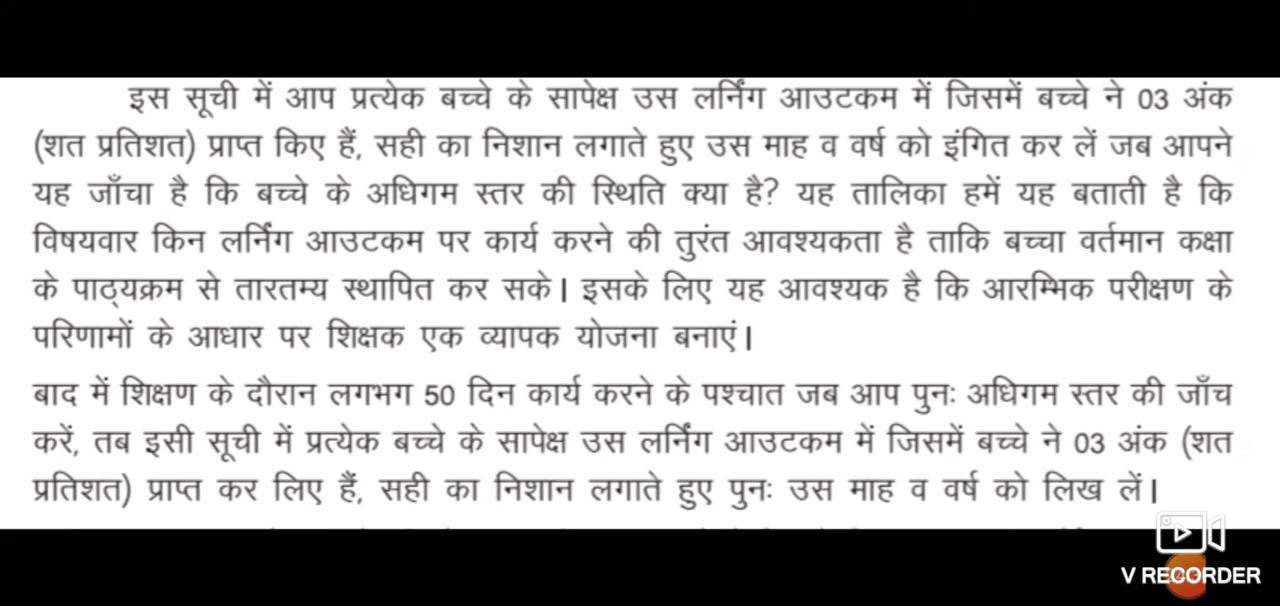 इस सूची में आप प्रत्येक बच्चे के सापेक्ष उस लर्निंग आउटकम में जिसमें बच्चे ने 03 अंक
(शत प्रतिशत) प्राप्त किए हैं, सही का निशान लगाते हुए उस माह व वर्ष को इंगित कर लें जब आपने
यह जाँचा है कि बच्चे के अधिगम स्तर की स्थिति क्या है? यह तालिका हमें यह बताती है कि
विषयवार किन लर्निंग आउटकम पर कार्य करने की तुरंत आवश्यकता है ताकि बच्चा वर्तमान कक्षा
के पाठ्यक्रम से तारतम्य स्थापित कर सके। इसके लिए यह आवश्यक है कि आरम्भिक परीक्षण के
परिणामों के आधार पर शिक्षक एक व्यापक योजना बनाएं।
बाद में शिक्षण के दौरान लगभग 50 दिन कार्य करने के पश्चात जब आप पुनः अधिगम स्तर की जाँच
करें, तब इसी सूची में प्रत्येक बच्चे के सापेक्ष उस लर्निंग आउटकम में जिसमें बच्चे ने 03 अंक (शत
प्रतिशत) प्राप्त कर लिए हैं, सही का निशान लगाते हुए पुनः उस माह व वर्ष को लिख लें।
V RECORDER